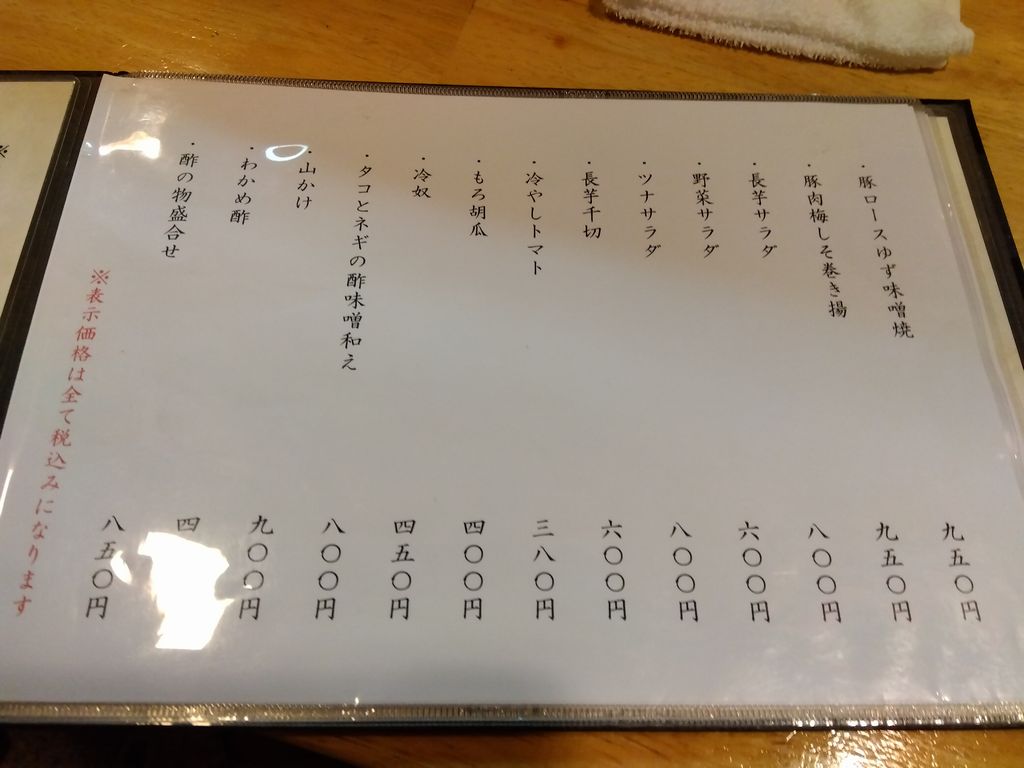 ・豚ロースゆず味噌焼 九五〇円
・豚肉梅しそ巻き揚 九五〇円
・長芋サラダ 八〇〇円
・野菜サラダ 六〇〇円
・ツナサラダ 八〇〇円
・長芋千切 六〇〇円
・冷やしトマト 三八〇円
・もろ胡瓜 四〇〇円
・冷奴 四五〇円
・タコとネギの酢味噌和え 八〇〇円
・山かけ 九〇〇円
・わかめ酢 四
・酢の物盛合せ 八五〇円
※表示価格は全て税込みになります
※